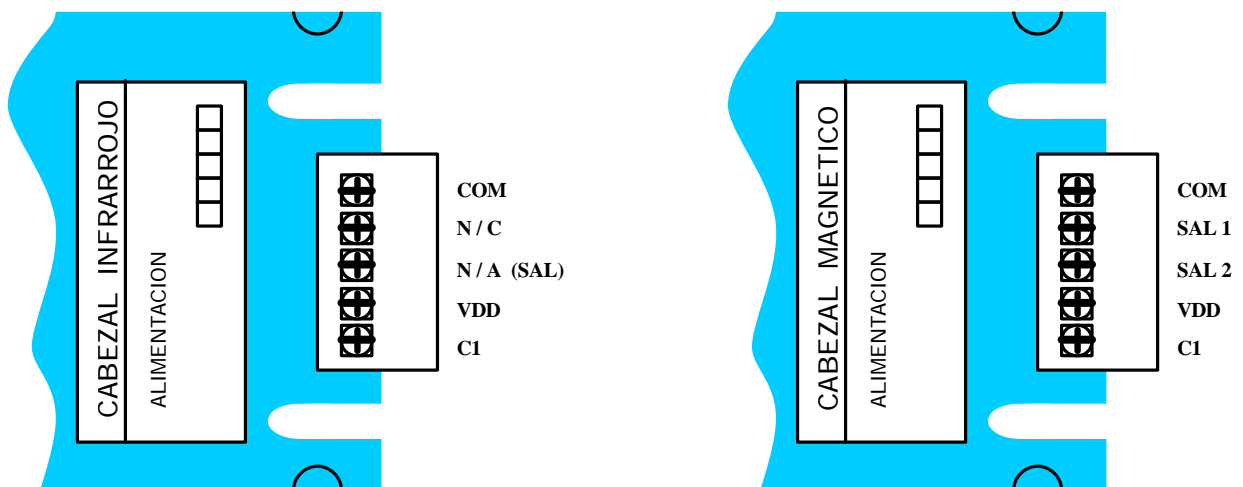 CABEZAL INFRARROJO
ALIMENTACION
COM
N / C
N / A (SAL)
VDD
C1
CABEZAL MAGNETICO
ALIMENTACION
COM
SAL 1
SAL 2
VDD
C1